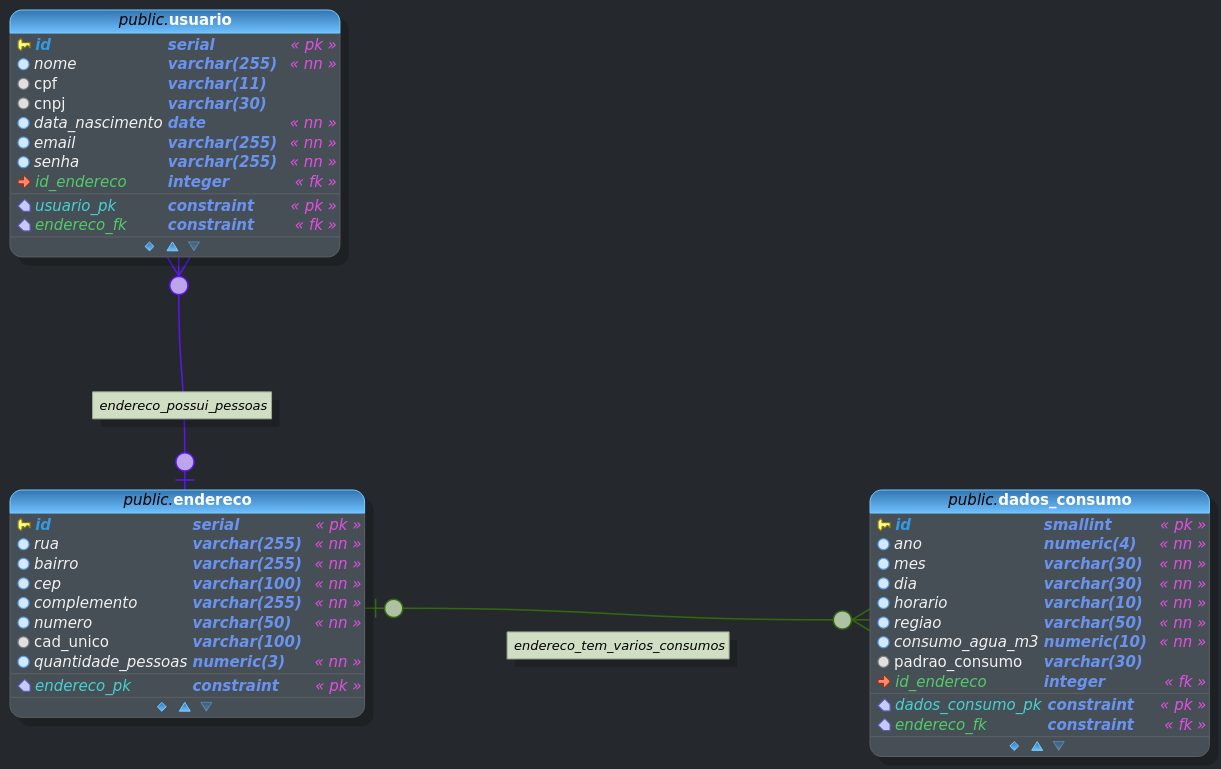 public.usuario
id serial « pk »
nome varchar(255) « nn »
cpf varchar(11)
cnpj varchar(30)
data_nascimento date « nn »
email varchar(255) « nn »
senha varchar(255) « nn »
id_endereco integer « fk »
usuario_pk constraint « pk »
endereco_fk constraint « fk »
endereco_possui_pessoas
public.endereco
id serial « pk »
rua varchar(255) « nn »
bairro varchar(255) « nn »
cep varchar(100) « nn »
complemento varchar(255) « nn »
numero varchar(50) « nn »
cad_unico varchar(100)
quantidade_pessoas numeric(3) « nn »
endereco_pk constraint « pk »
endereco_tem_varios_consumos
public.dados_consumo
id smallint « pk »
ano numeric(4) « nn »
mes varchar(30) « nn »
dia varchar(30) « nn »
horario varchar(10) « nn »
regiao varchar(50) « nn »
consumo_agua_m3 numeric(10) « nn »
padrao_consumo varchar(30)
id_endereco integer « fk »
dados_consumo_pk constraint « pk »
endereco_fk constraint « fk »